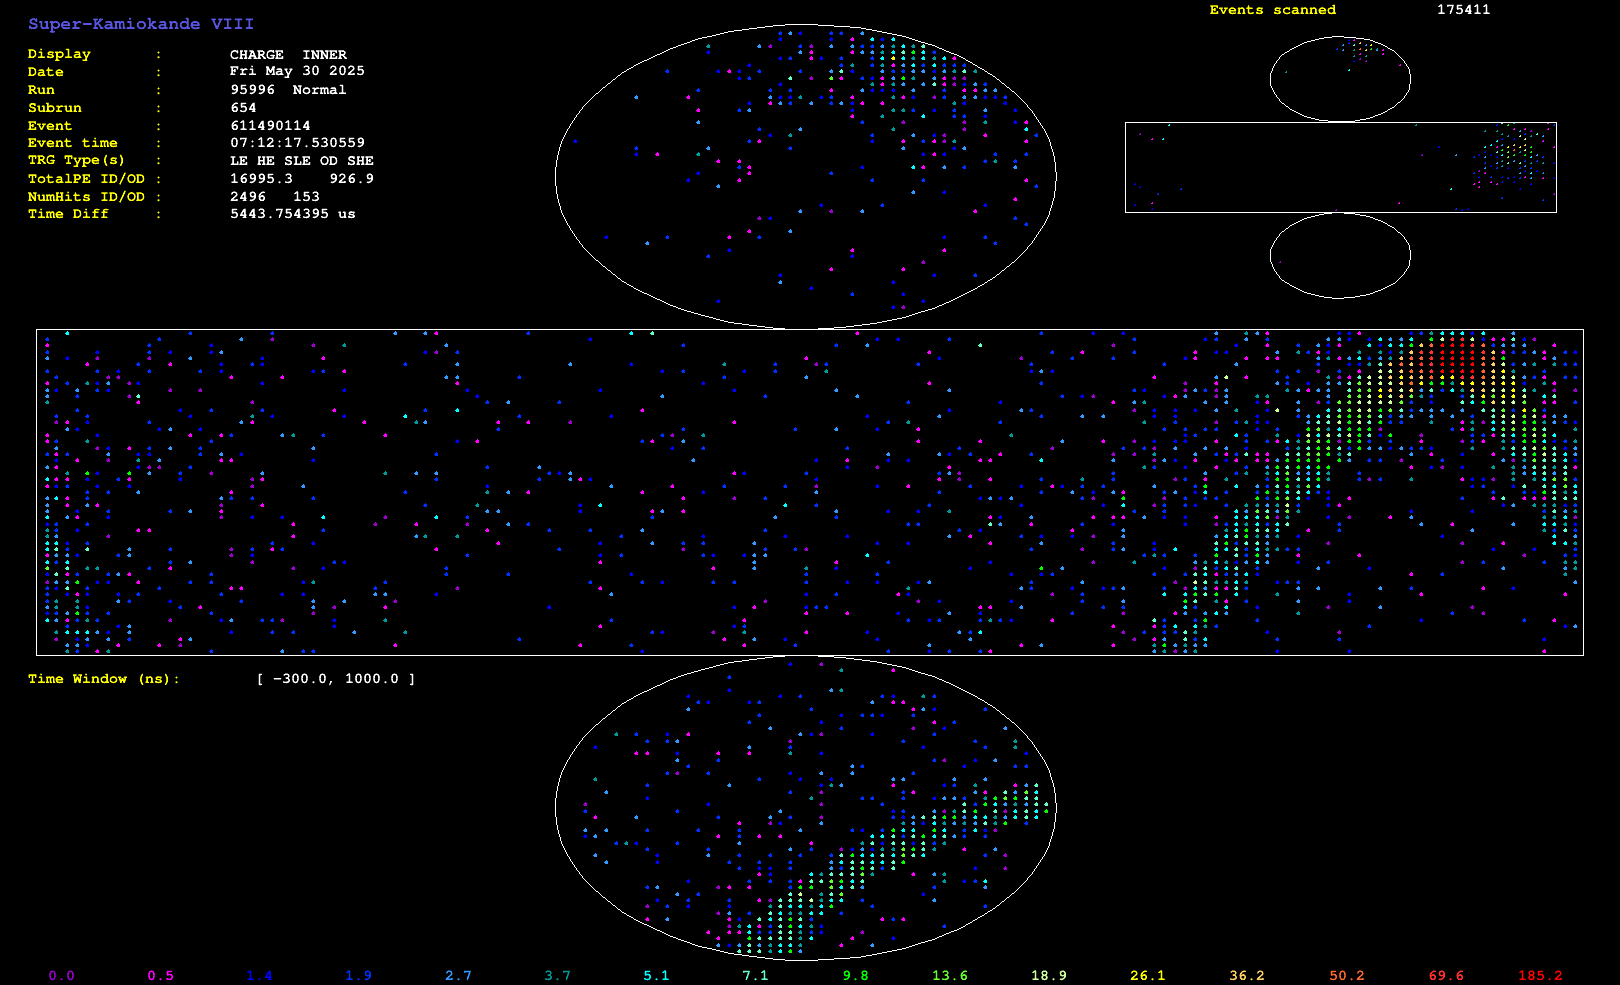 Super-Kamiokande VIII
Events scanned 175411
Display : CHARGE INNER
Date : Fri May 30 2025
Run : 95996 Normal
Subrun : 654
Event : 611490114
Event time : 07:12:17.530559
TRG Type(s) : LE HE SLE OD SHE
TotalPE ID/OD : 16995.3 926.9
NumHits ID/OD : 2496 153
Time Diff : 5443.754395 us
Time Window (ns): [ −300.0, 1000.0 ]
0.0 0.5 1.4 1.9 2.7 3.7 5.1 7.1 9.8 13.6 18.9 26.1 36.2 50.2 69.6 185.2